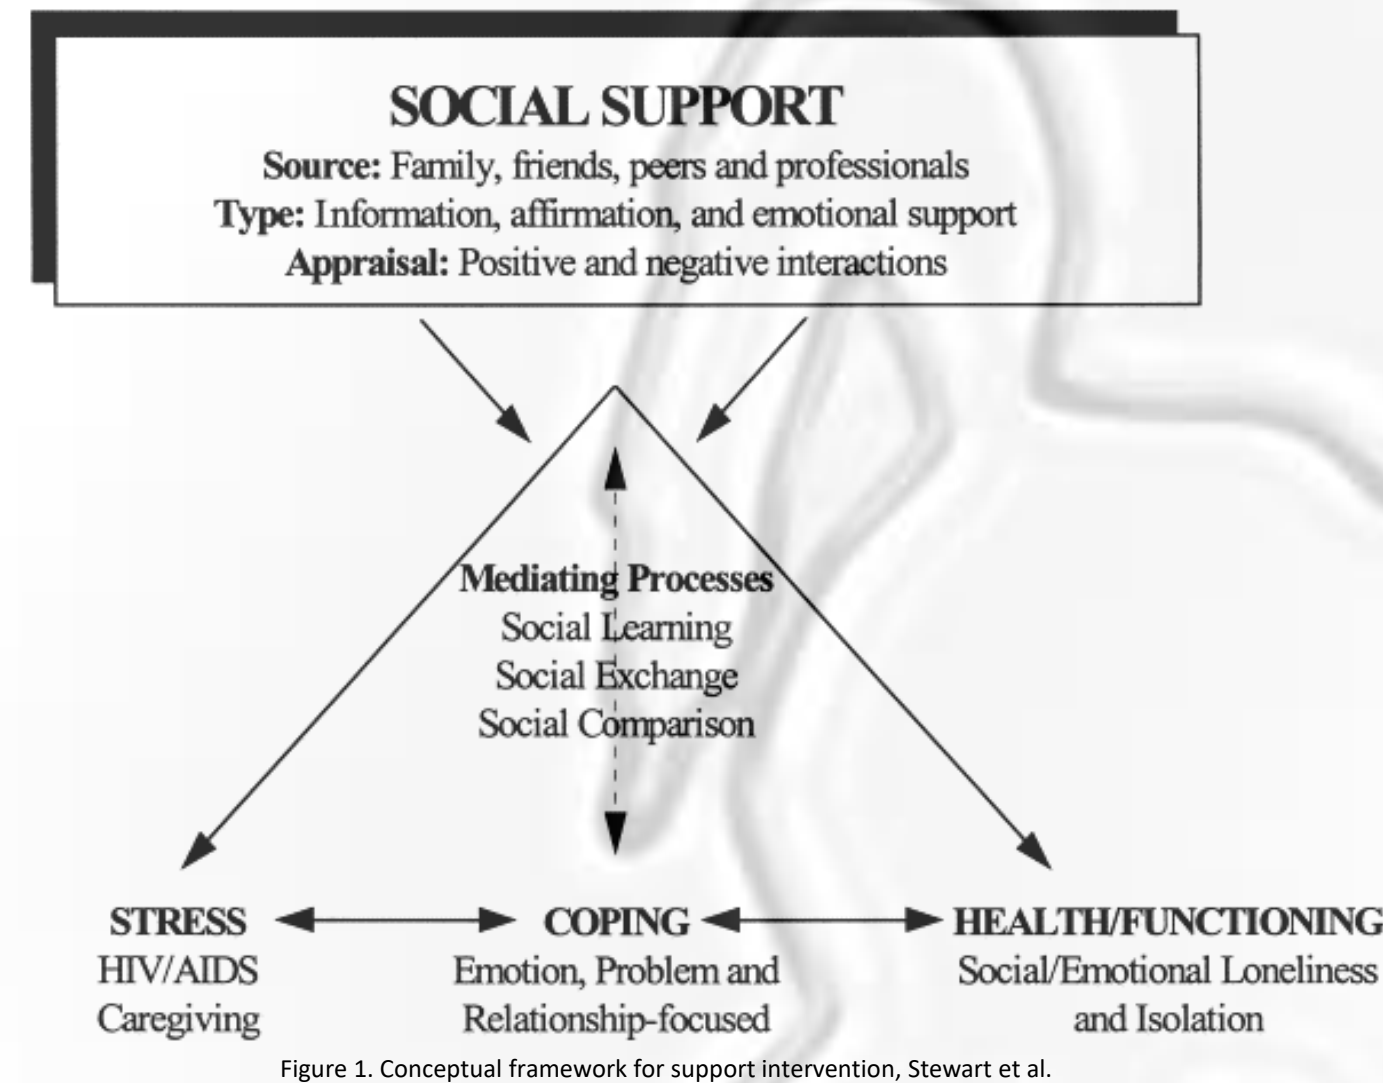 SOCIAL SUPPORT
Source: Family, friends, peers and professionals
Type: Information, affirmation, and emotional support
Appraisal: Positive and negative interactions
Mediating Processes
Social Learning
Social Exchange
Social Comparison
STRESS
HIV/AIDS
Caregiving
COPING
Emotion, Problem and
Relationship-focused
HEALTH/FUNCTIONING
Social/Emotional Loneliness
and Isolation
Figure 1. Conceptual framework for support intervention, Stewart et al.